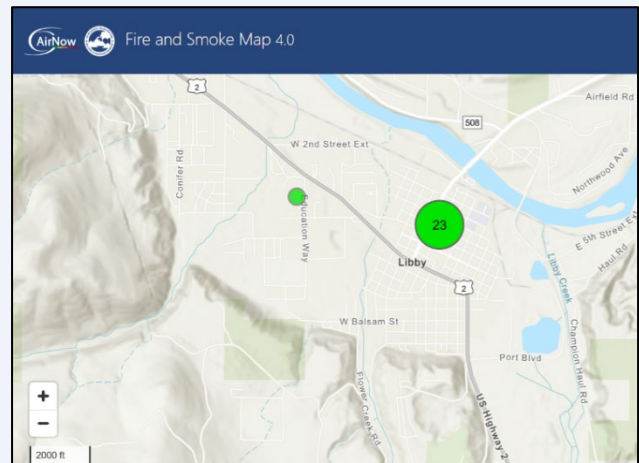 AirNow
Fire and Smoke Map 4.0
2
Airfield Rd
508
W 2nd Street Ext
Conifer Rd
Northwood Ave
Education Way
23
E 5th Street Ext
Haul Rd
Libby
Libby Creek
2
W Balsam St
Port Blvd
Champion Haul Rd
Flower Creek Rd
US Highway 2
+
−
2000 ft